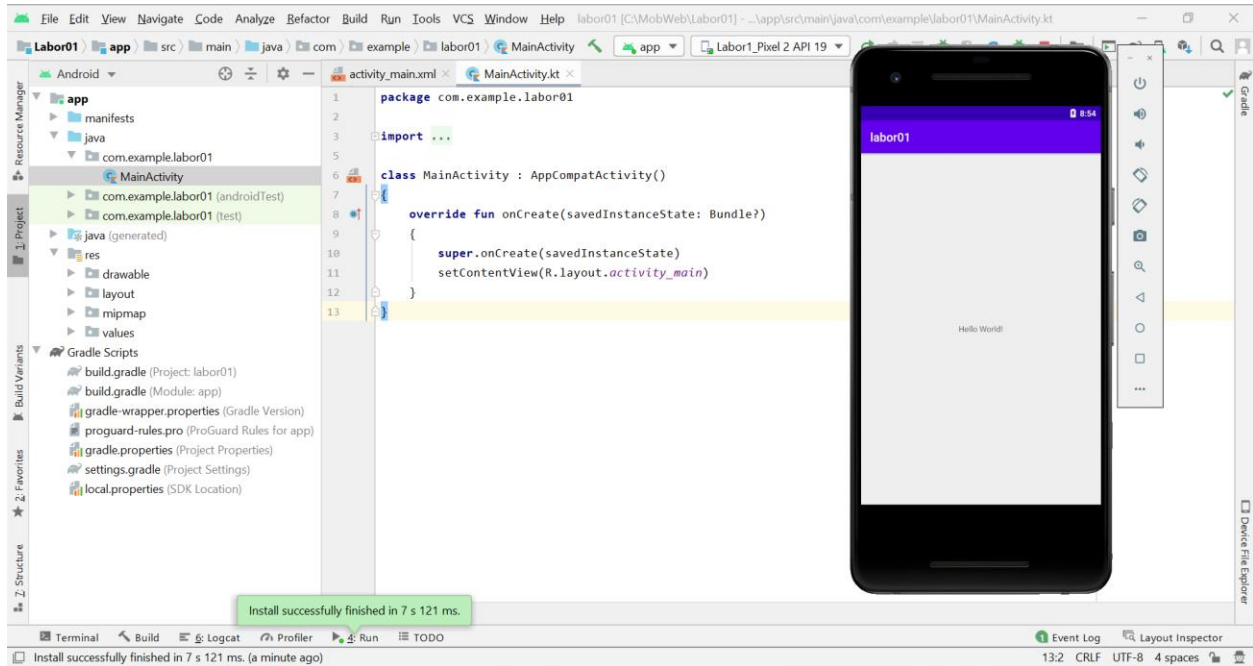 File Edit View Navigate Code Analyze Refactor Build Run Tools VCS Window Help labor01 [C:\MobWeb\Labor01] - ...\app\src\main\java\com\example\labor01\MainActivity.kt
Labor01 app src main java com example labor01 MainActivity app Labor1_Pixel 2 API 19
Android
activity_main.xml MainActivity.kt
Resource Manager
1: Project
Build Variants
2: Favorites
7: Structure
app
manifests
java
com.example.labor01
MainActivity
com.example.labor01 (androidTest)
com.example.labor01 (test)
java (generated)
res
drawable
layout
mipmap
values
Gradle Scripts
build.gradle (Project: labor01)
build.gradle (Module: app)
gradle-wrapper.properties (Gradle Version)
proguard-rules.pro (ProGuard Rules for app)
gradle.properties (Project Properties)
settings.gradle (Project Settings)
local.properties (SDK Location)
1 package com.example.labor01
2
3 import ...
5
6 class MainActivity : AppCompatActivity()
7 {
8 override fun onCreate(savedInstanceState: Bundle?)
9 {
10 super.onCreate(savedInstanceState)
11 setContentView(R.layout.activity_main)
12 }
13 }
8:54
labor01
Hello World!
Gradle
Device File Explorer
Install successfully finished in 7 s 121 ms.
Terminal Build 6: Logcat Profiler 4: Run TODO 1 Event Log Layout Inspector
Install successfully finished in 7 s 121 ms. (a minute ago) 13:2 CRLF UTF-8 4 spaces